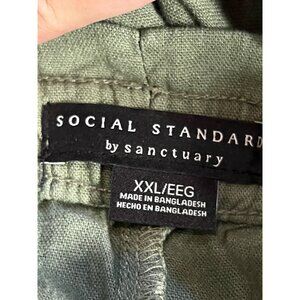 SOCIAL STANDARD
by sanctuary
XXL/EEG
MADE IN BANGLADESH
HECHO EN BANGLADESH